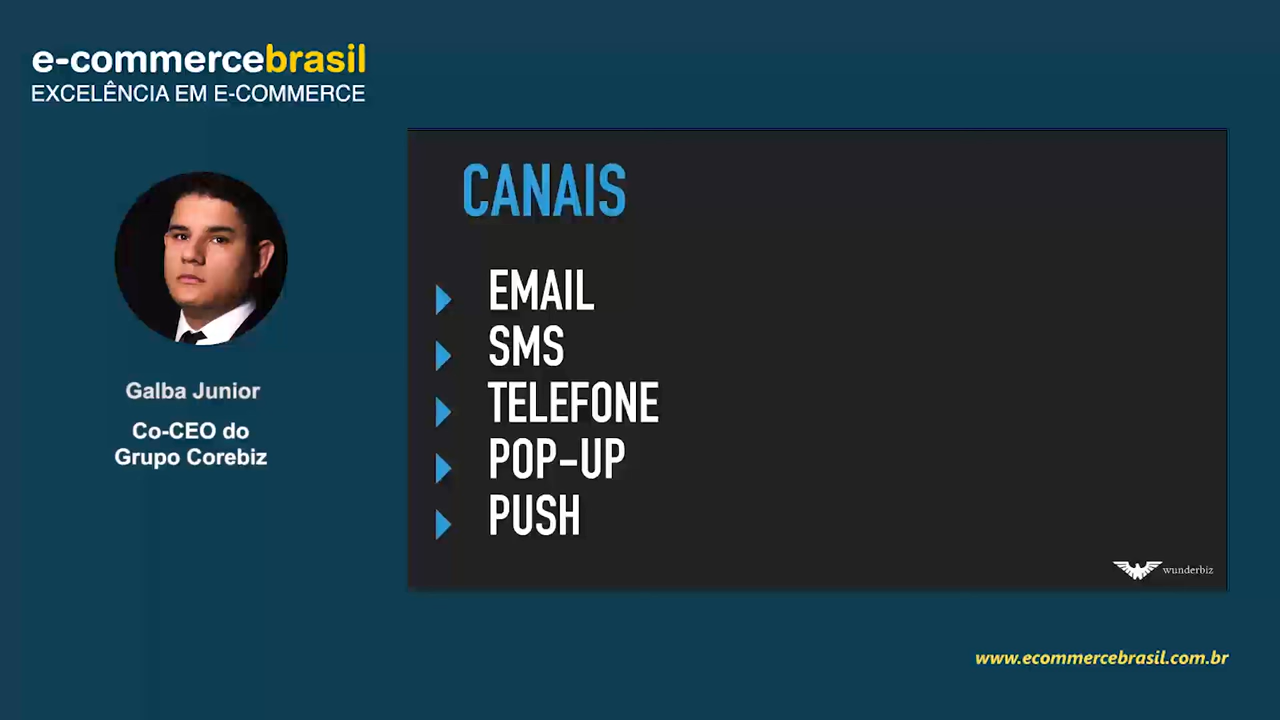 e-commercebrasil
EXCELÊNCIA EM E-COMMERCE
Galba Junior
Co-CEO do
Grupo Corebiz
CANAIS
EMAIL
SMS
TELEFONE
POP-UP
PUSH
wunderbiz
www.ecommercebrasil.com.br